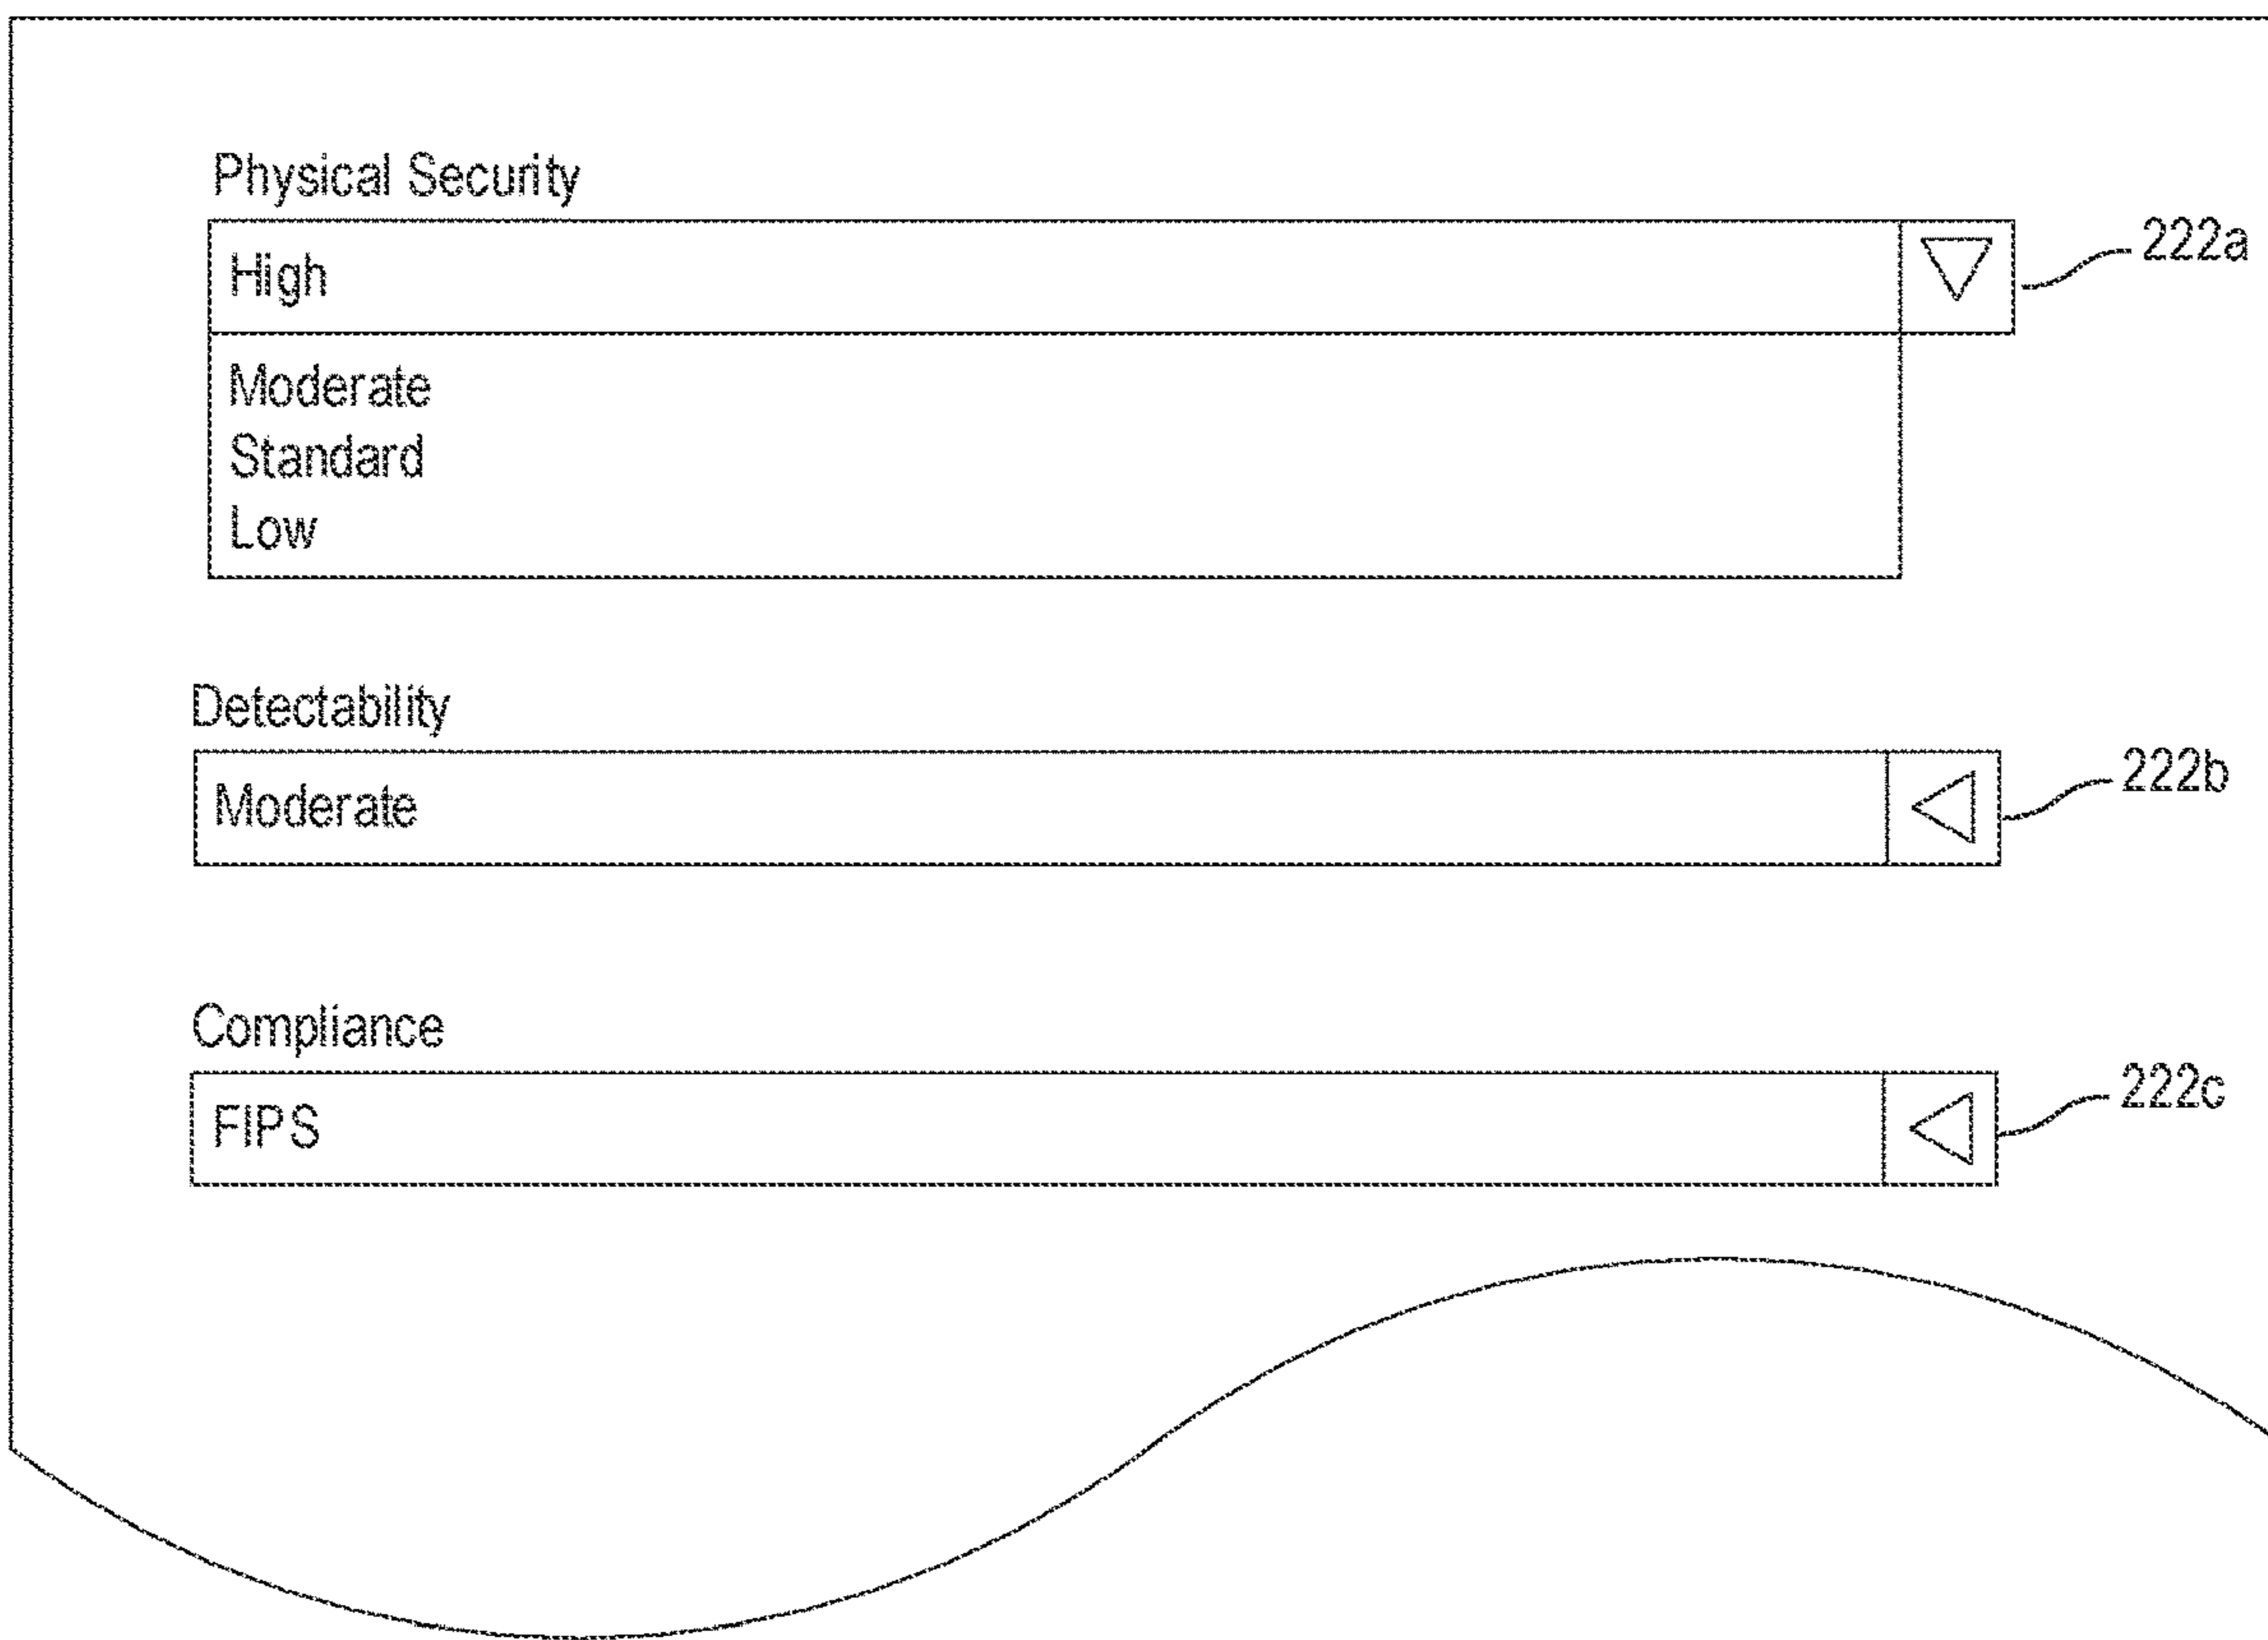 Physical Security
High
222a
Moderate
Standard
Low
Detectability
Moderate
222b
Compliance
FIPS
222c